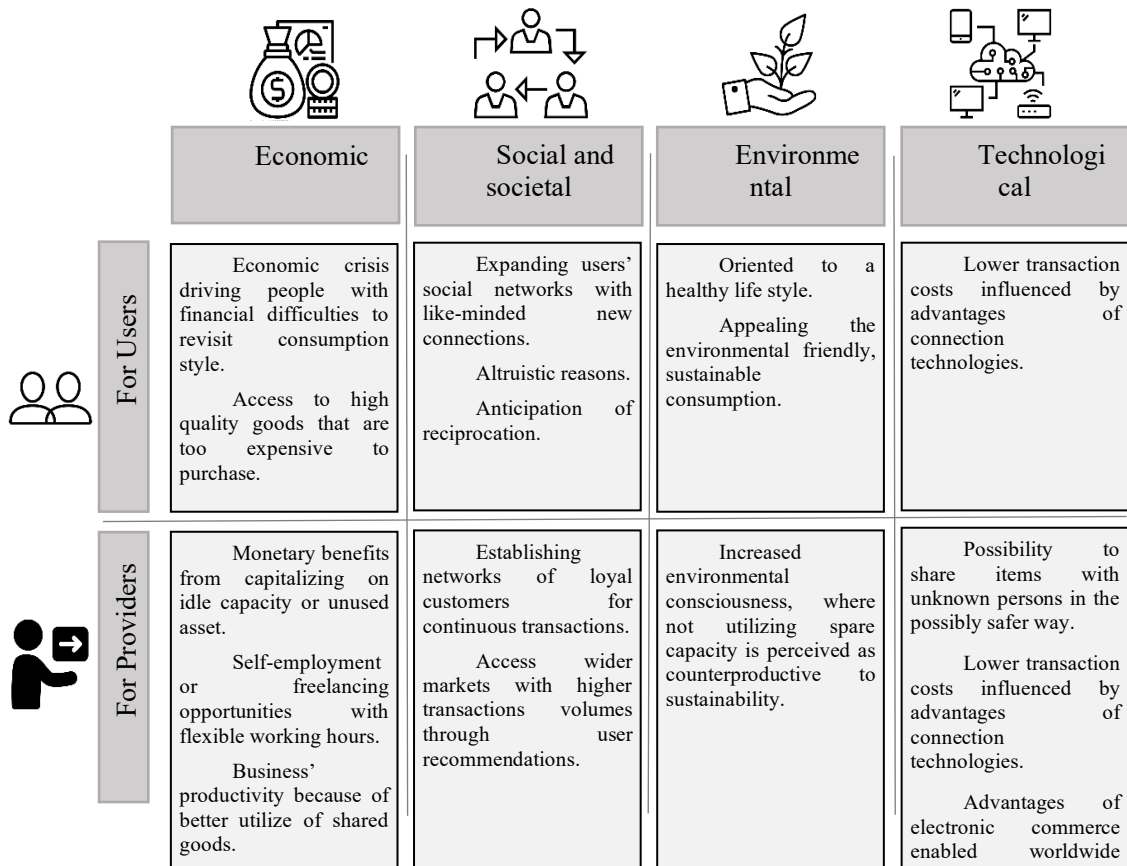 $
Economic
Social and
societal
Environme
ntal
Technologi
cal
For Users
Economic crisis
driving people with
financial difficulties to
revisit consumption
style.
Access to high
quality goods that are
too expensive to
purchase.
Expanding users’
social networks with
like-minded new
connections.
Altruistic reasons.
Anticipation of
reciprocation.
Oriented to a
healthy life style.
Appealing the
environmental friendly,
sustainable
consumption.
Lower transaction
costs influenced by
advantages of
connection
technologies.
For Providers
Monetary benefits
from capitalizing on
idle capacity or unused
asset.
Self-employment
or freelancing
opportunities with
flexible working hours.
Business’
productivity because of
better utilize of shared
goods.
Establishing
networks of loyal
customers for
continuous transactions.
Access wider
markets with higher
transactions volumes
through user
recommendations.
Increased
environmental
consciousness, where
not utilizing spare
capacity is perceived as
counterproductive to
sustainability.
Possibility to
share items with
unknown persons in the
possibly safer way.
Lower transaction
costs influenced by
advantages of
connection
technologies.
Advantages of
electronic commerce
enabled worldwide